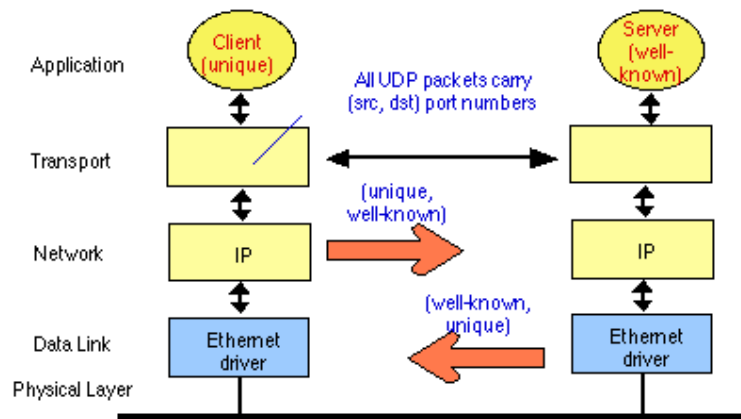 Client
(unique)
Server
(well-
known)
Application
All UDP packets carry
(src, dst) port numbers
Transport
(unique,
well-known)
Network
IP
IP
(well-known,
unique)
Data Link
Ethernet
driver
Ethernet
driver
Physical Layer